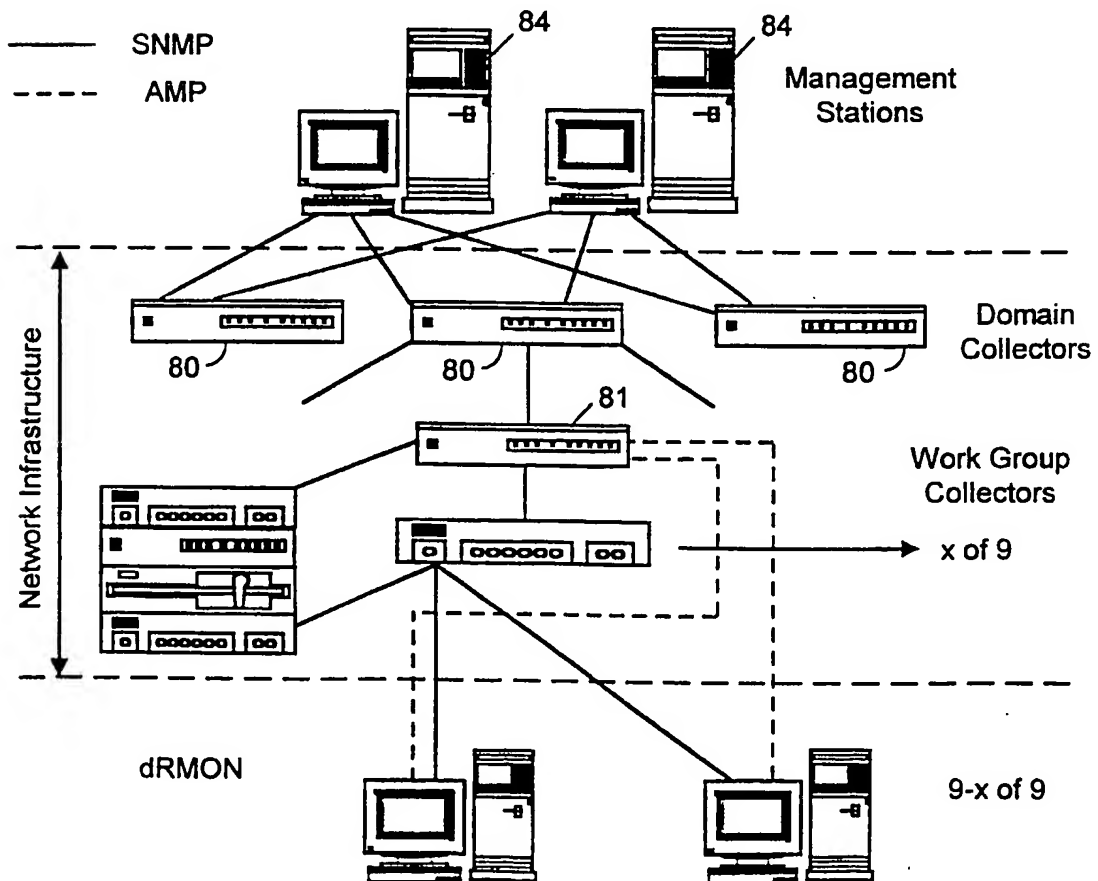 SNMP
AMP
84
84
Management
Stations
80
80
80
Domain
Collectors
Network Infrastructure
81
Work Group
Collectors
x of 9
dRMON
9-x of 9